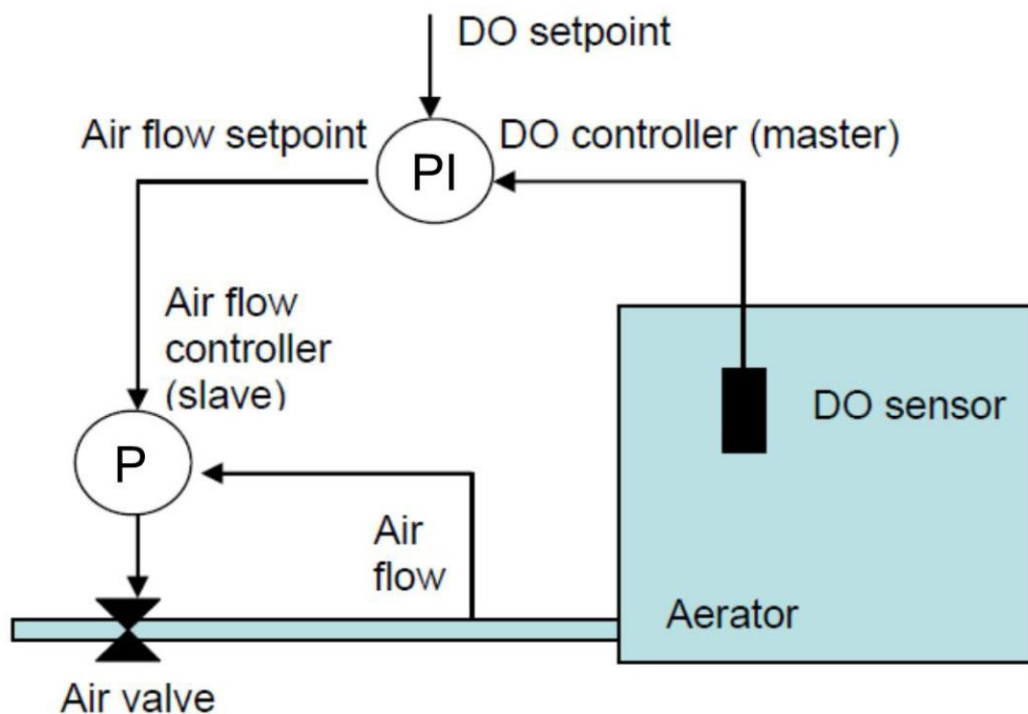 DO setpoint
Air flow setpoint
DO controller (master)
PI
Air flow
controller
(slave)
DO sensor
P
Air
flow
Aerator
Air valve